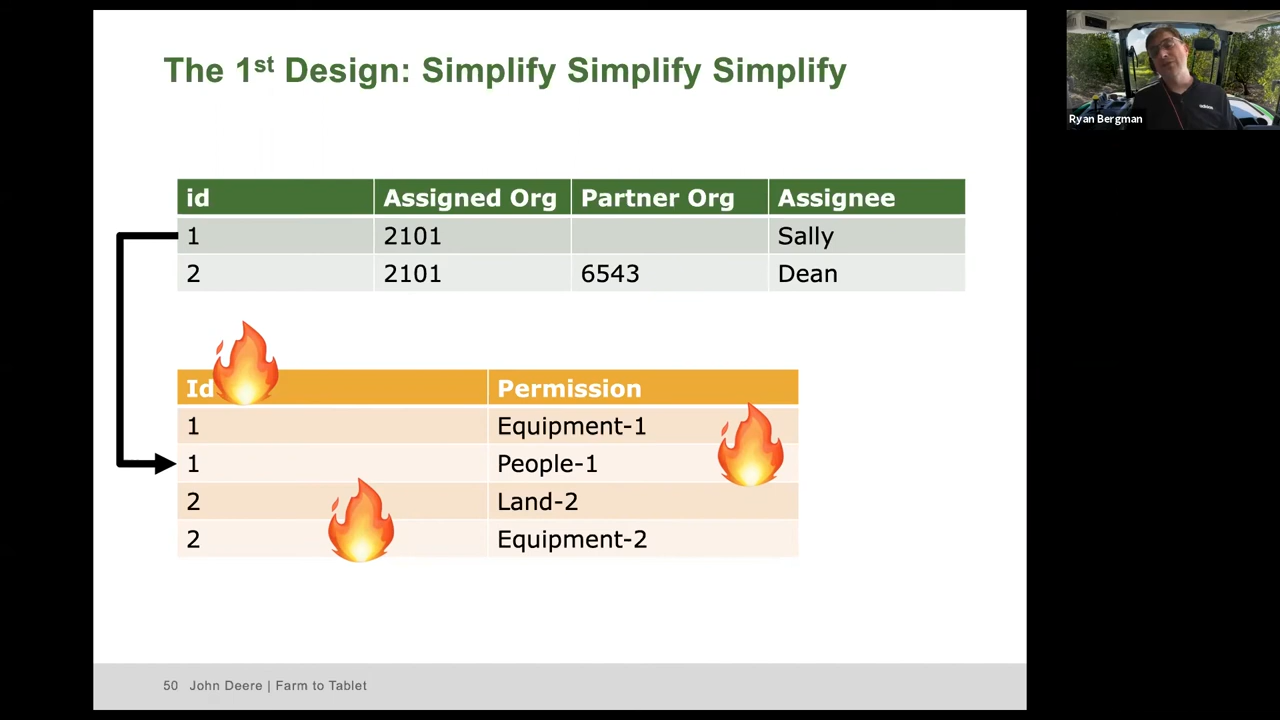 The 1st Design: Simplify Simplify Simplify
Ryan Bergman
id Assigned Org Partner Org Assignee
1 2101 Sally
2 2101 6543 Dean
Id Permission
1 Equipment-1
1 People-1
2 Land-2
2 Equipment-2
50 John Deere | Farm to Tablet